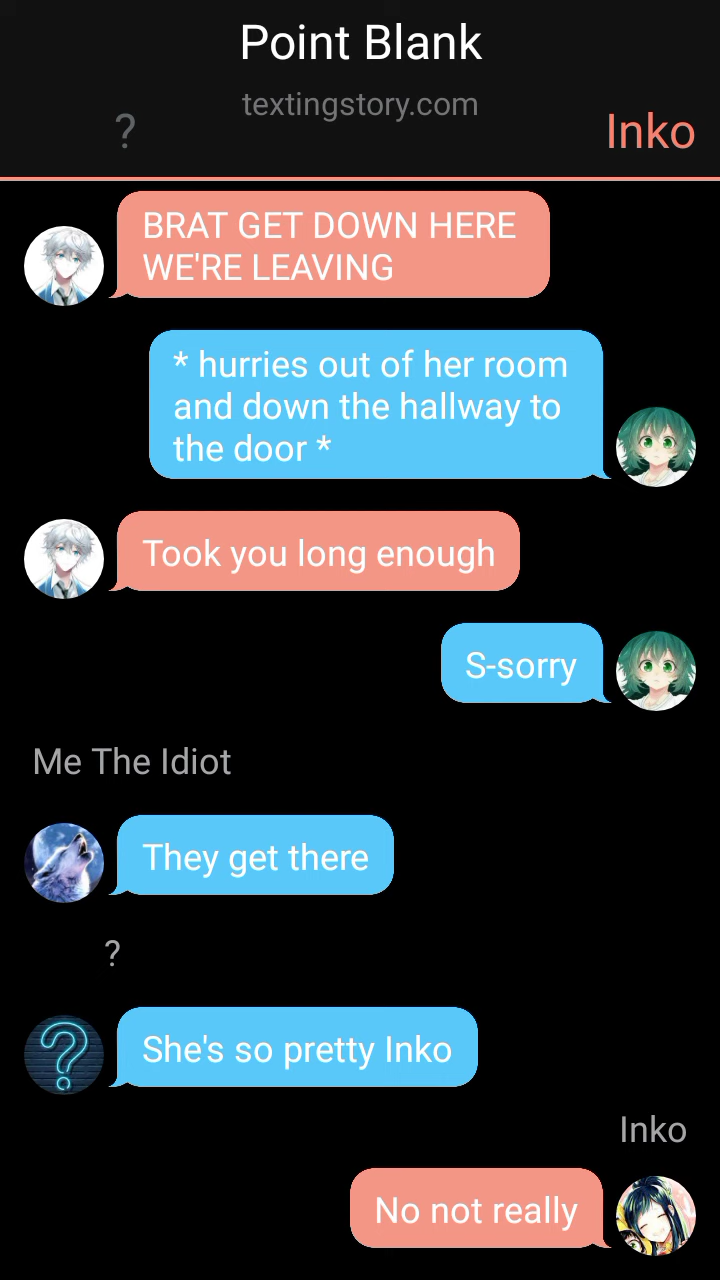 Point Blank
textingstory.com
?
Inko
BRAT GET DOWN HERE
WE'RE LEAVING
* hurries out of her room
and down the hallway to
the door *
Took you long enough
S-sorry
Me The Idiot
They get there
?
?
She's so pretty Inko
Inko
No not really